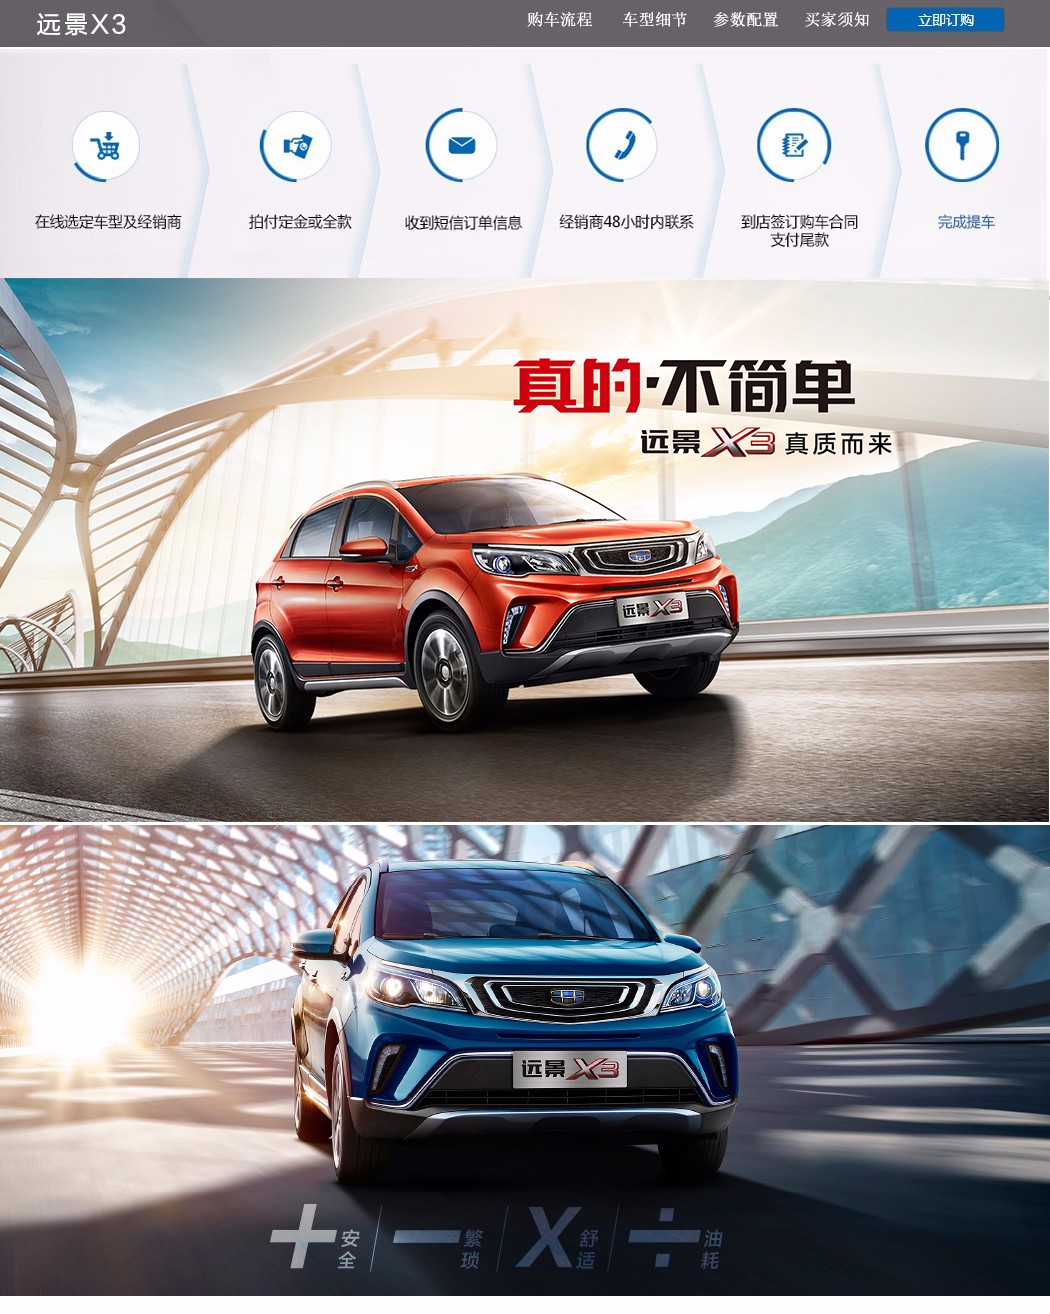 远景X3
购车流程 车型细节 参数配置 买家须知 立即订购
在线选定车型及经销商
拍付定金或全款
收到短信订单信息
经销商48小时内联系
到店签订购车合同
支付尾款
完成提车
真的·不简单
远景X3真质而来
远景X3
远景X3
+安全
—繁琐
X舒适
÷油耗